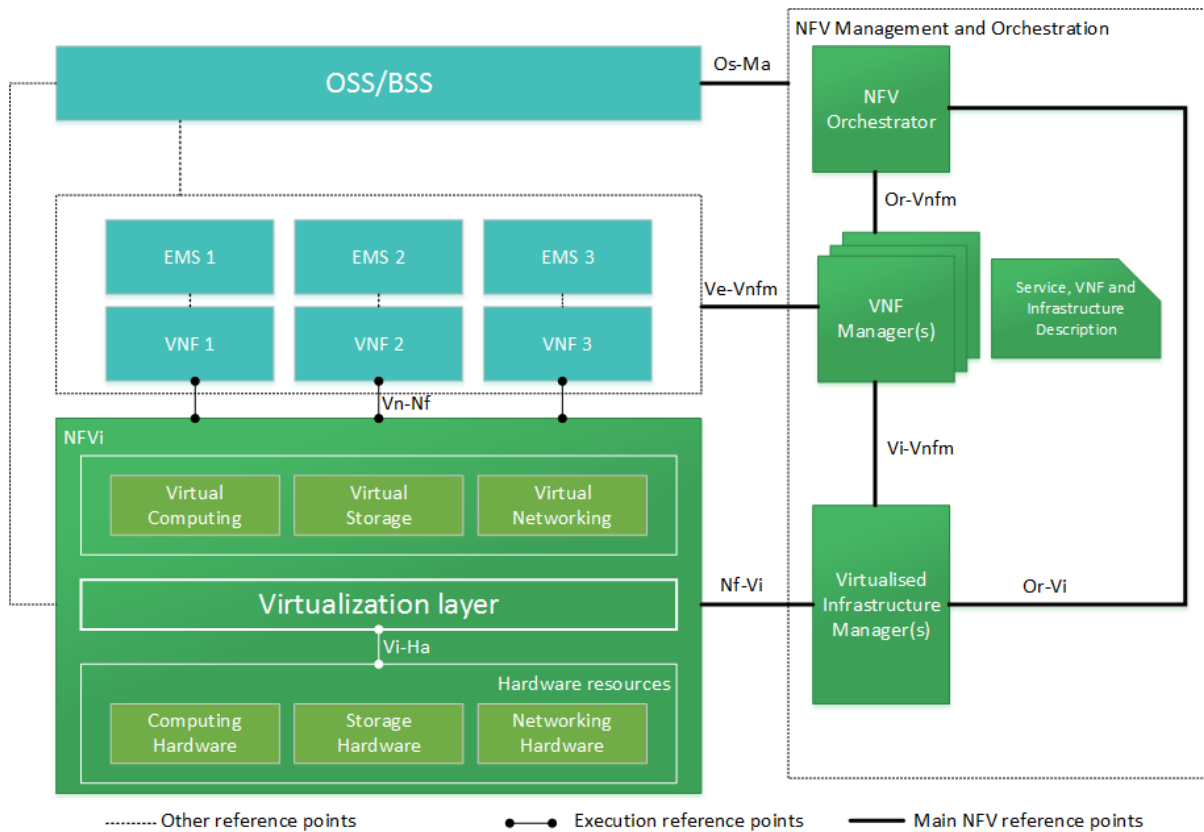 NFV Management and Orchestration
OSS/BSS
Os-Ma
NFV
Orchestrator
Or-Vnfm
EMS 1
EMS 2
EMS 3
VNF 1
VNF 2
VNF 3
Ve-Vnfm
VNF
Manager(s)
Service, VNF and
Infrastructure
Description
Vn-Nf
NFVi
Virtual
Computing
Virtual
Storage
Virtual
Networking
Vi-Vnfm
Virtualization layer
Nf-Vi
Virtualised
Infrastructure
Manager(s)
Or-Vi
Vi-Ha
Hardware resources
Computing
Hardware
Storage
Hardware
Networking
Hardware
Other reference points
Execution reference points
Main NFV reference points